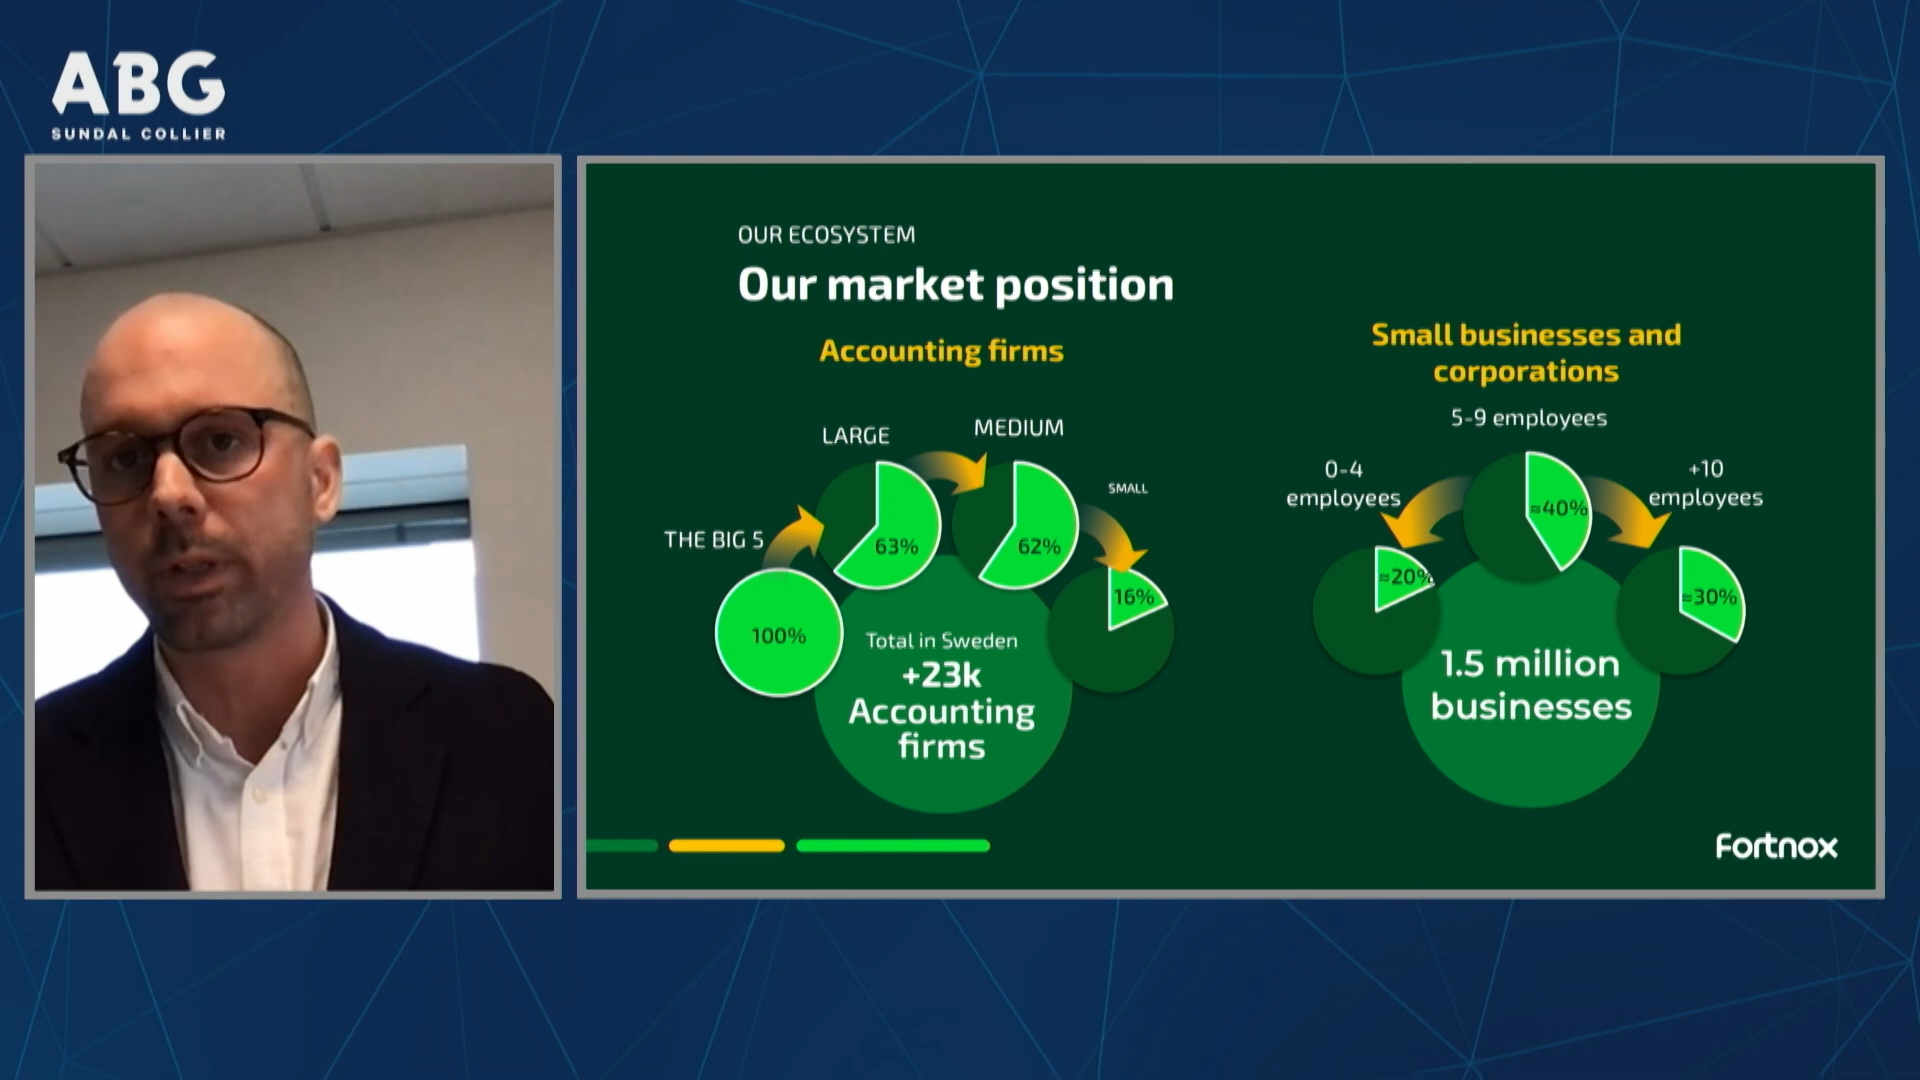 ABG
SUNDAL COLLIER
OUR ECOSYSTEM
Our market position
Accounting firms
THE BIG 5
LARGE
MEDIUM
SMALL
100%
63%
62%
16%
Total in Sweden
+23k
Accounting
firms
Small businesses and
corporations
5-9 employees
0-4
employees
+10
employees
≈20%
≈40%
≈30%
1.5 million
businesses
Fortnox